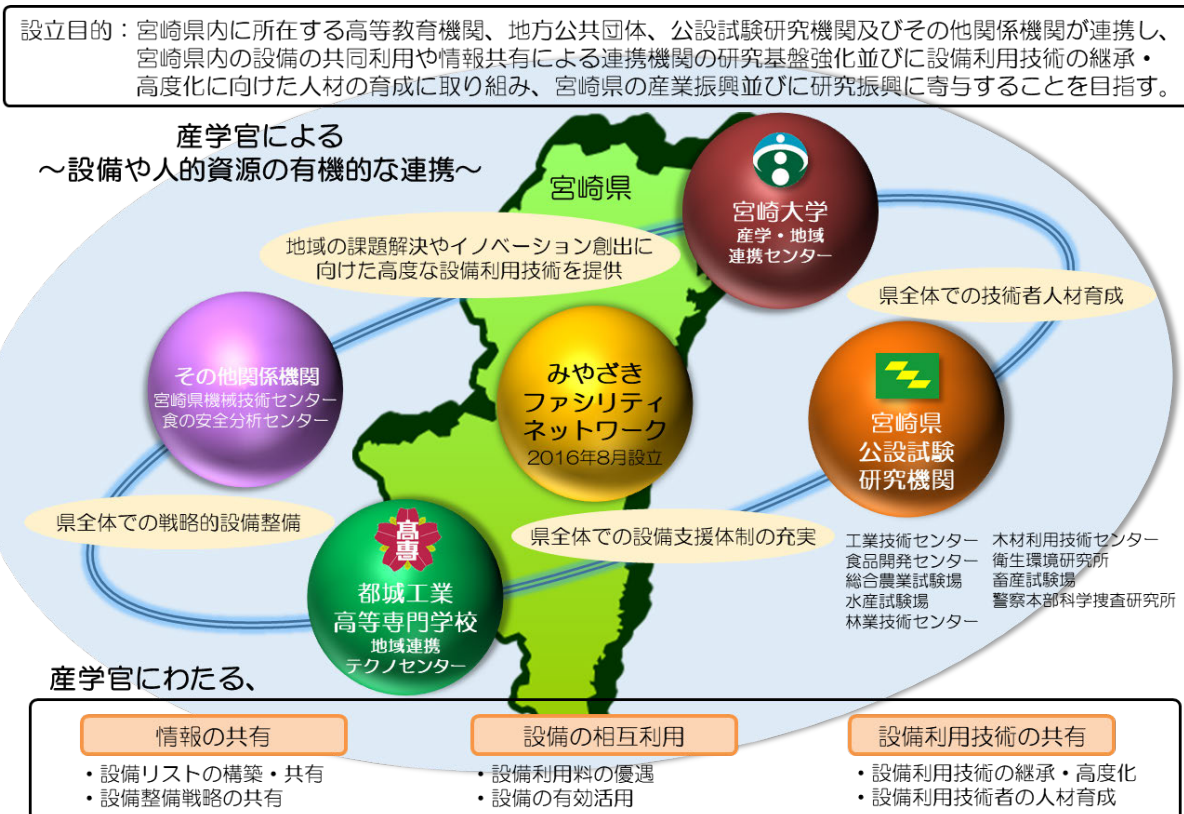 設立目的：宮崎県内に所在する高等教育機関、地方公共団体、公設試験研究機関及びその他関係機関が連携し、
宮崎県内の設備の共同利用や情報共有による連携機関の研究基盤強化並びに設備利用技術の継承・
高度化に向けた人材の育成に取り組み、宮崎県の産業振興並びに研究振興に寄与することを目指す。
産学官による
～設備や人的資源の有機的な連携～
宮崎県
宮崎大学
産学・地域
連携センター
地域の課題解決やイノベーション創出に
向けた高度な設備利用技術を提供
県全体での技術者人材育成
その他関係機関
宮崎県機械技術センター
食の安全分析センター
みやざき
ファシリティ
ネットワーク
2016年8月設立
宮崎県
公設試験
研究機関
県全体での戦略的設備整備
高専
都城工業
高等専門学校
地域連携
テクノセンター
県全体での設備支援体制の充実
工業技術センター
食品開発センター
総合農業試験場
水産試験場
林業技術センター
木材利用技術センター
衛生環境研究所
畜産試験場
警察本部科学捜査研究所
産学官にわたる、
情報の共有
・設備リストの構築・共有
・設備整備戦略の共有
設備の相互利用
・設備利用料の優遇
・設備の有効活用
設備利用技術の共有
・設備利用技術の継承・高度化
・設備利用技術者の人材育成